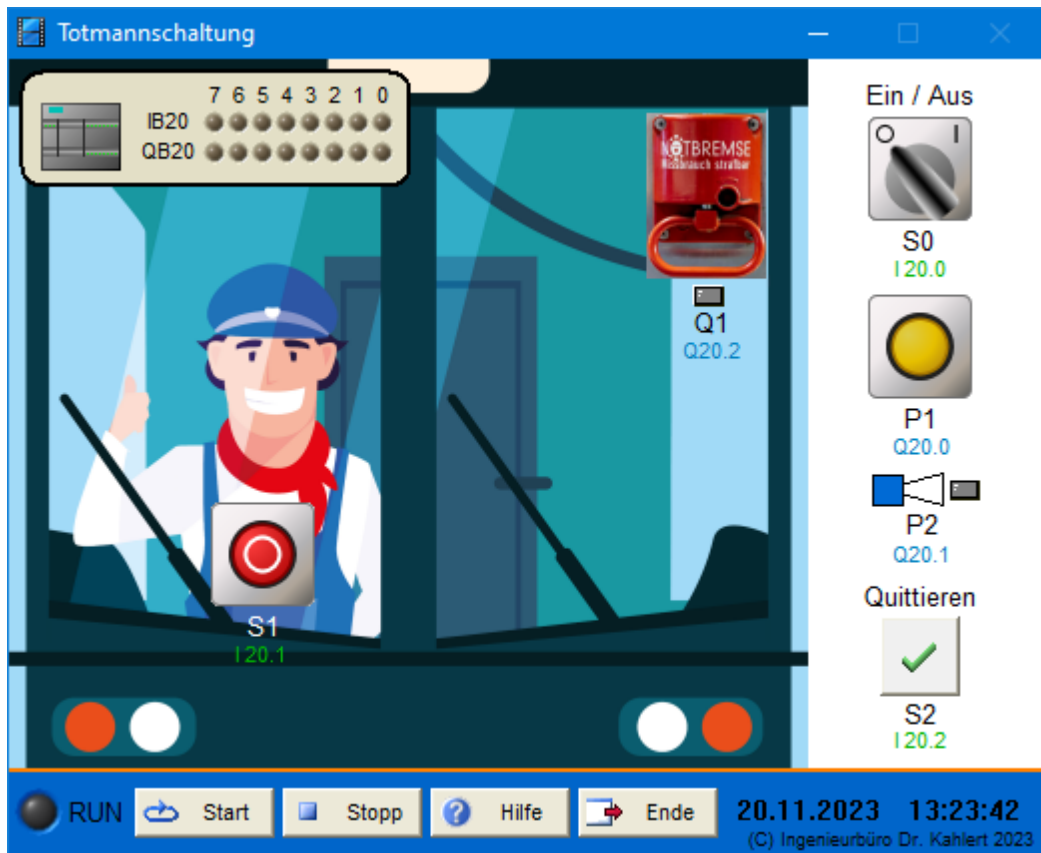 Totmannschaltung
7 6 5 4 3 2 1 0
IB20
QB20
NOTBREMSE
Missbrauch strafbar
Q1
Q20.2
S1
I 20.1
Ein / Aus
O I
S0
I 20.0
P1
Q20.0
P2
Q20.1
Quittieren
S2
I 20.2
RUN
Start
Stopp
Hilfe
Ende
20.11.2023 13:23:42
(C) Ingenieurbüro Dr. Kahlert 2023